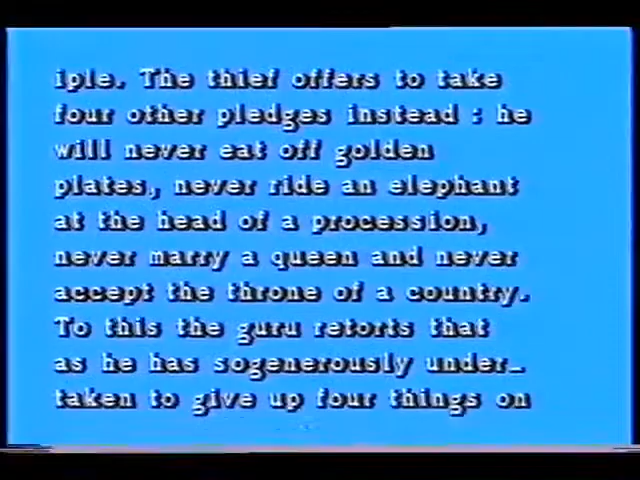 iple. The thief offers to take
four other pledges instead : he
will never eat off golden
plates, never ride an elephant
at the head of a procession,
never marry a queen and never
accept the throne of a country.
To this the guru retorts that
as he has sogenerously under_
taken to give up four things on